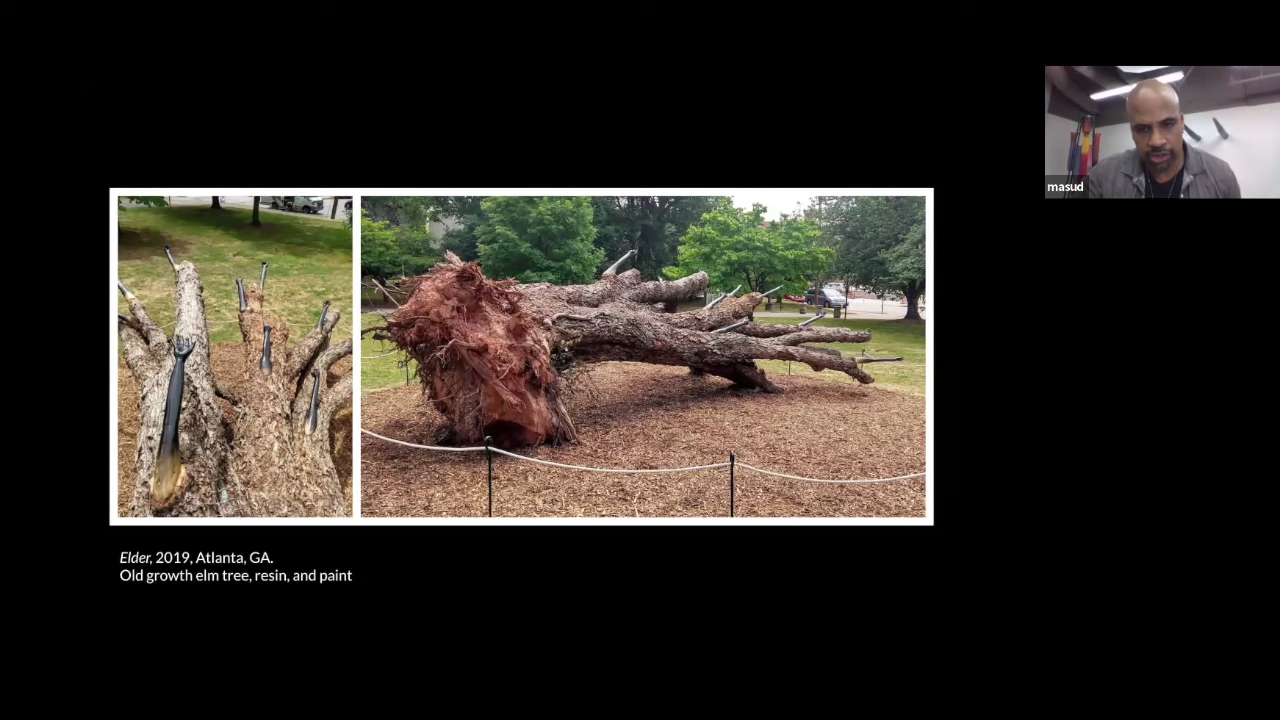 masud
Elder, 2019, Atlanta, GA.
Old growth elm tree, resin, and paint